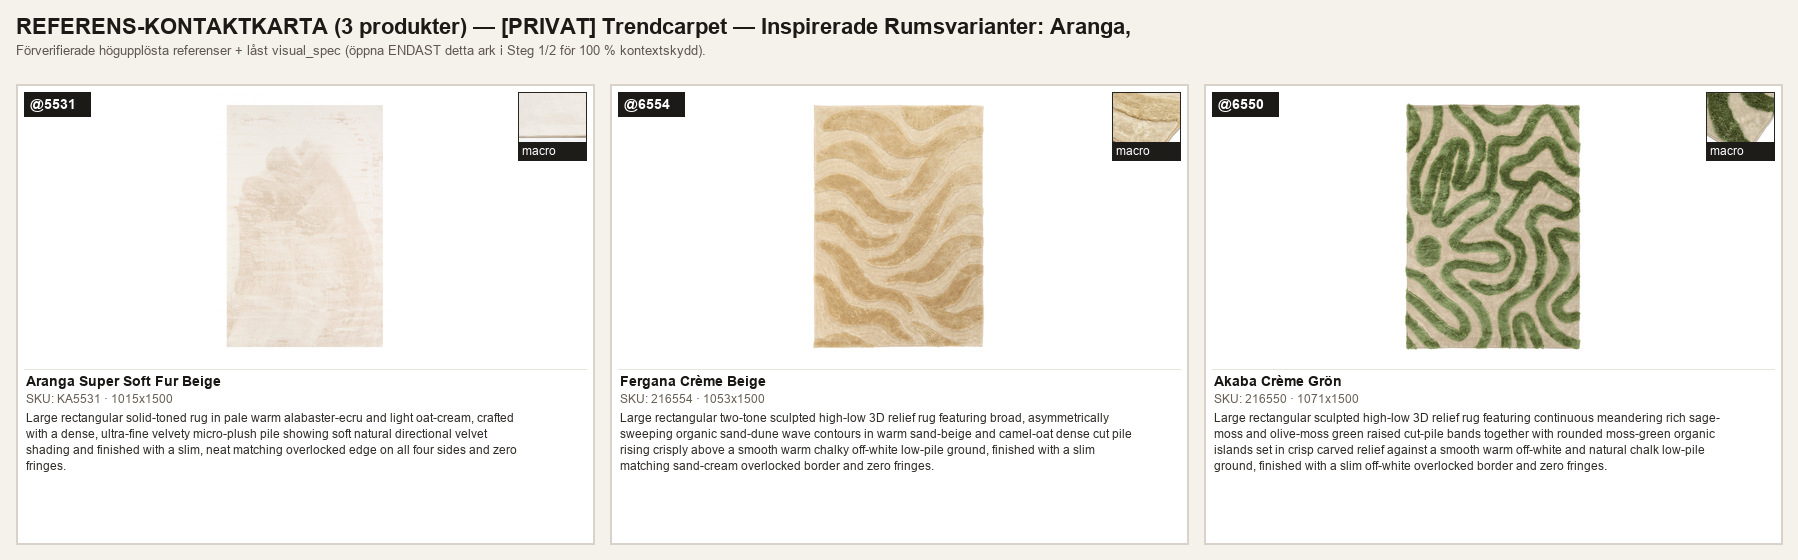 REFERENS-KONTAKTKARTA (3 produkter) — [PRIVAT] Trendcarpet — Inspirerade Rumsvarianter: Aranga,
Förverifierade högupplösta referenser + låst visual_spec (öppna ENDAST detta ark i Steg 1/2 för 100 % kontextskydd).
@5531
macro
Aranga Super Soft Fur Beige
SKU: KA5531 · 1015x1500
Large rectangular solid-toned rug in pale warm alabaster-ecru and light oat-cream, crafted
with a dense, ultra-fine velvety micro-plush pile showing soft natural directional velvet
shading and finished with a slim, neat matching overlocked edge on all four sides and zero
fringes.
@6554
macro
Fergana Crème Beige
SKU: 216554 · 1053x1500
Large rectangular two-tone sculpted high-low 3D relief rug featuring broad, asymmetrically
sweeping organic sand-dune wave contours in warm sand-beige and camel-oat dense cut pile
rising crisply above a smooth warm chalky off-white low-pile ground, finished with a slim
matching sand-cream overlocked border and zero fringes.
@6550
macro
Akaba Crème Grön
SKU: 216550 · 1071x1500
Large rectangular sculpted high-low 3D relief rug featuring continuous meandering rich sage-
moss and olive-moss green raised cut-pile bands together with rounded moss-green organic
islands set in crisp carved relief against a smooth warm off-white and natural chalk low-pile
ground, finished with a slim off-white overlocked border and zero fringes.